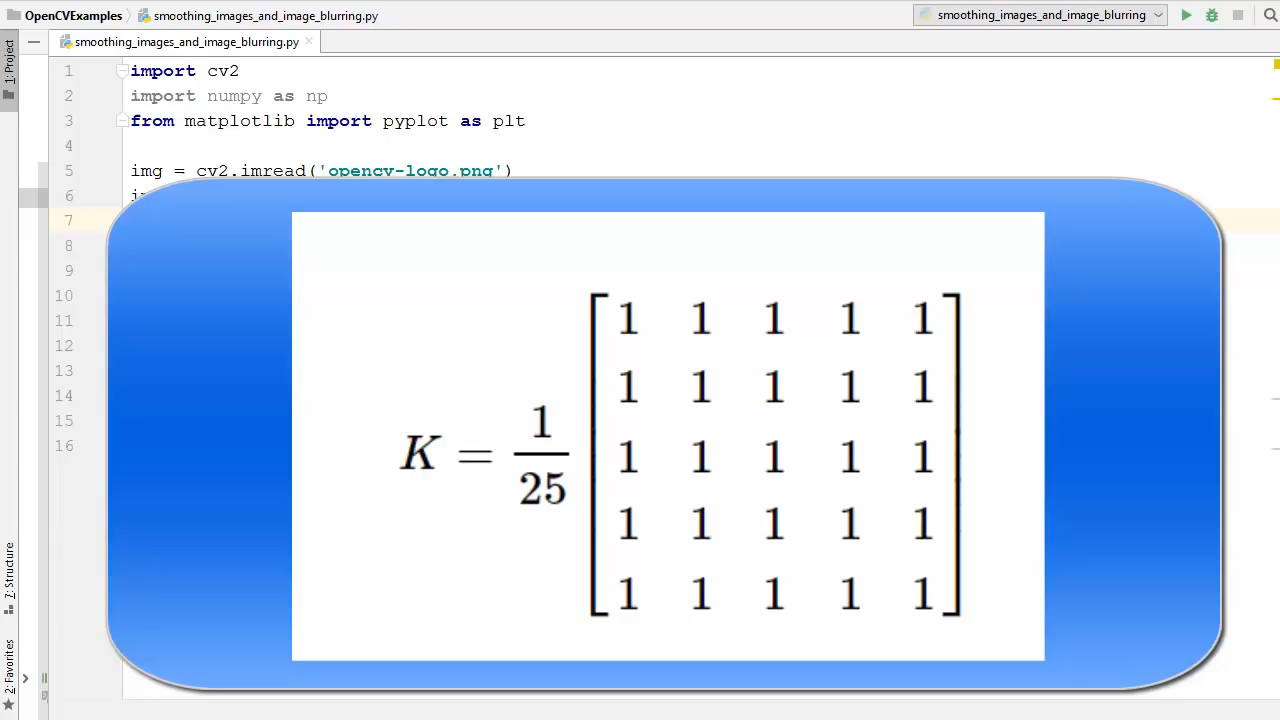 OpenCVExamples smoothing_images_and_image_blurring.py smoothing_images_and_image_blurring
smoothing_images_and_image_blurring.py
1: Project
1 import cv2
2 import numpy as np
3 from matplotlib import pyplot as plt
4
5 img = cv2.imread('opencv-logo.png')
6
7
8
9
10
11
12
13
14
15
16
K = 1/25
1 1 1 1 1
1 1 1 1 1
1 1 1 1 1
1 1 1 1 1
1 1 1 1 1
7: Structure
2: Favorites